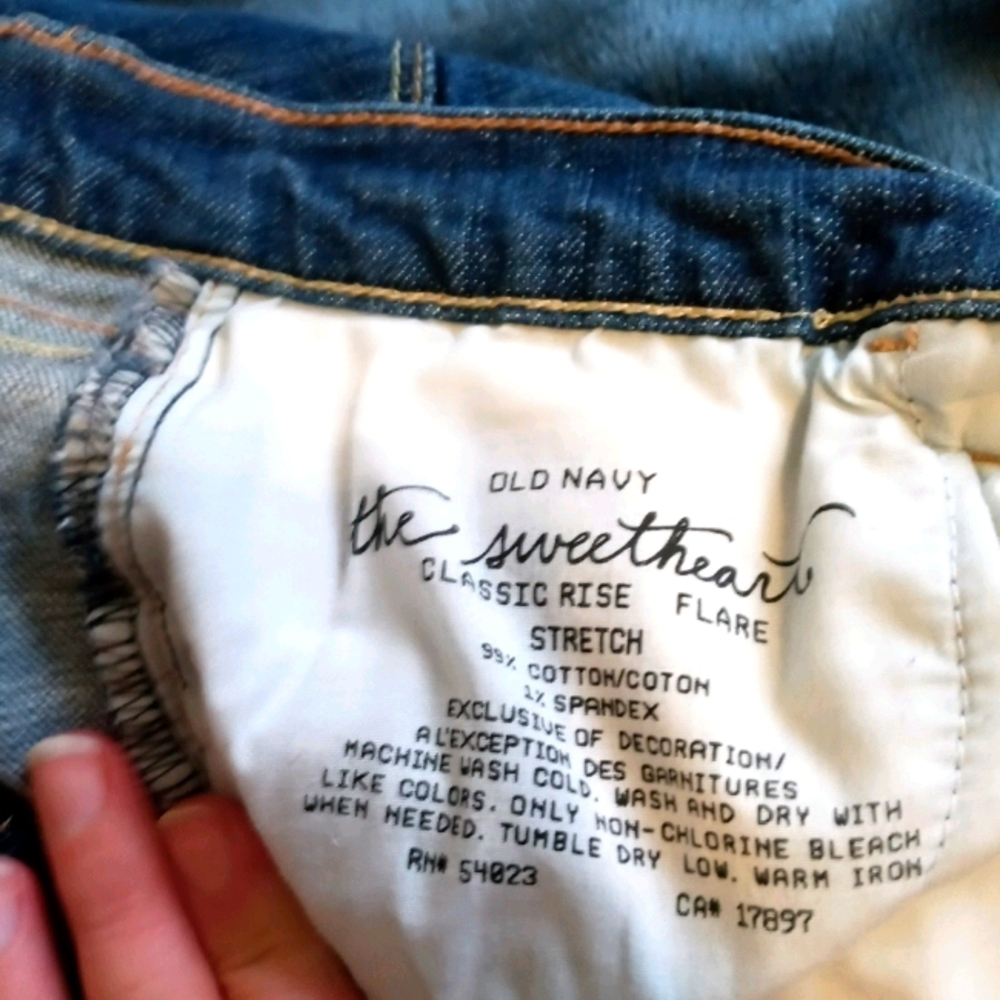 OLD NAVY
the sweetheart
CLASSIC RISE FLARE
STRETCH
99% COTTON/COTON
1% SPANDEX
EXCLUSIVE OF DECORATION/
A L'EXCEPTION DES GARNITURES
MACHINE WASH COLD. WASH AND DRY WITH
LIKE COLORS. ONLY NON-CHLORINE BLEACH
WHEN NEEDED. TUMBLE DRY LOW. WARM IRON
RN# 54023
CA# 17897